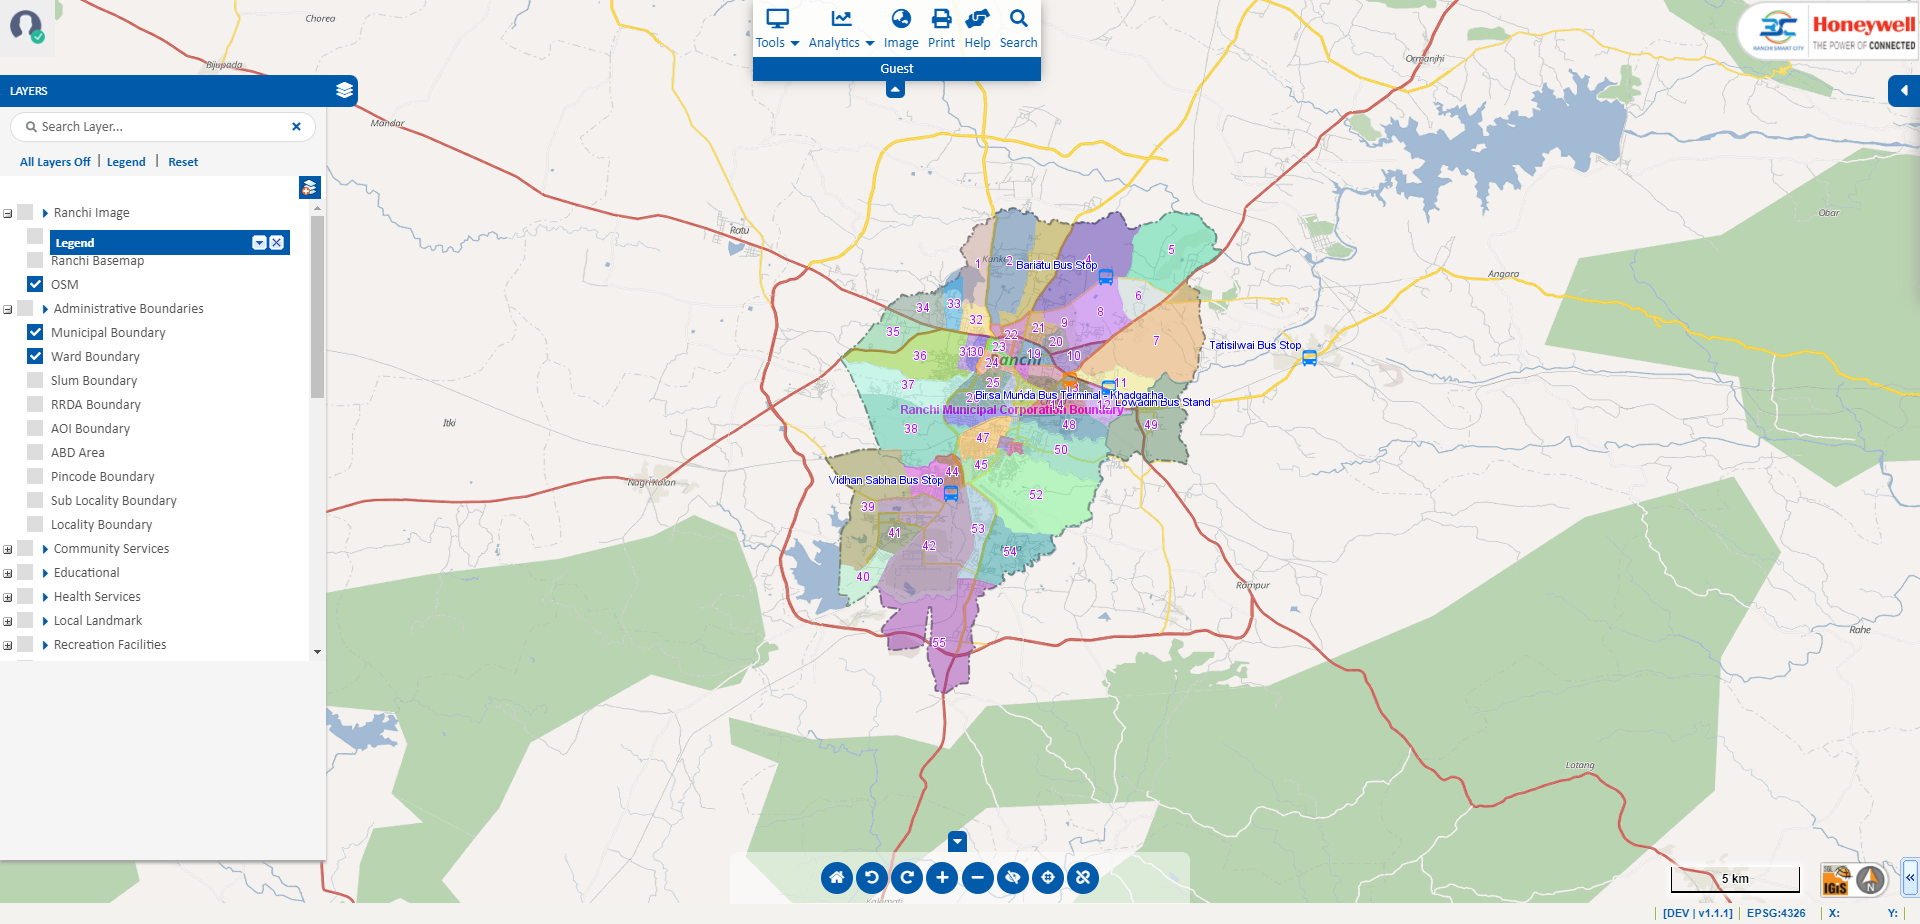 Chorea
Bijupada
Mandar
Ormanjhi
Tools
Analytics
Image
Print
Help
Search
Guest
RANCHI SMART CITY
Honeywell
THE POWER OF CONNECTED
LAYERS
Search Layer...
All Layers Off | Legend | Reset
Ranchi Image
Legend
Ranchi Basemap
OSM
Administrative Boundaries
Municipal Boundary
Ward Boundary
Slum Boundary
RRDA Boundary
AOI Boundary
ABD Area
Pincode Boundary
Sub Locality Boundary
Locality Boundary
Community Services
Educational
Health Services
Local Landmark
Recreation Facilities
Ratu
Obar
Angara
Itki
Nagri Kalan
Rampur
Rahe
Lotang
Kalamati
1
2
4
5
Bariatu Bus Stop
6
34
33
32
8
9
21
22
35
7
20
36
31
30
23
19
10
24
Tatisilwai Bus Stop
37
25
11
Birsa Munda Bus Terminal - Khadgarha
Lowadih Bus Stand
Ranchi Municipal Corporation Boundary
38
48
49
47
50
45
44
Vidhan Sabha Bus Stop
52
39
41
53
42
54
40
55
5 km
IGiS
N
[DEV | v1.1.1]
EPSG:4326
X:
Y: